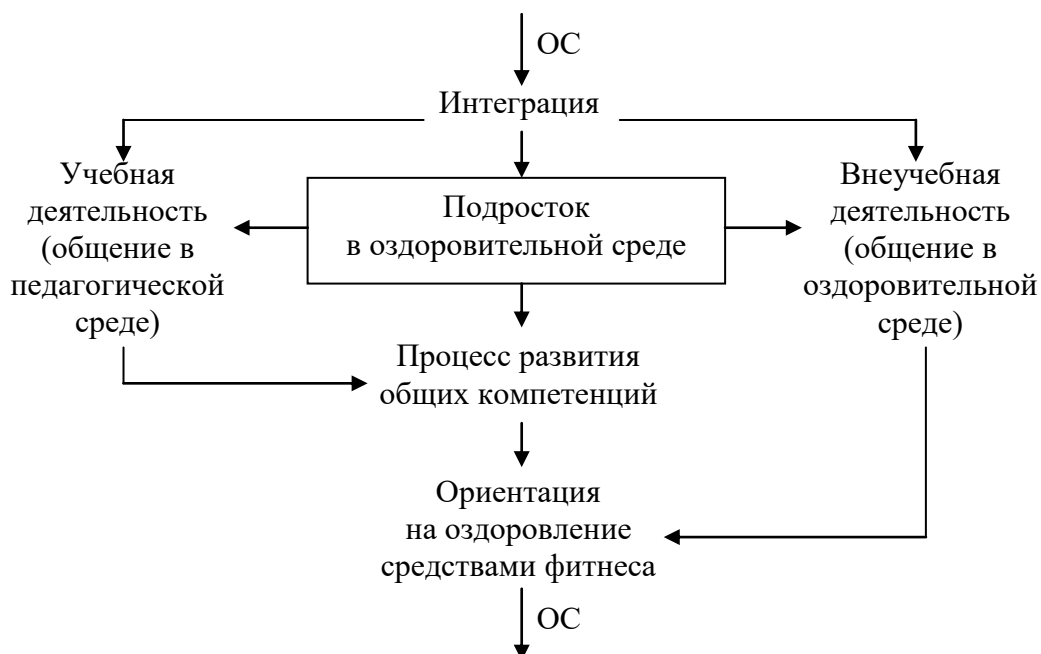 ОС
Интеграция
Учебная
деятельность
(общение в
педагогической
среде)
Подросток
в оздоровительной среде
Внеучебная
деятельность
(общение в
оздоровительной
среде)
Процесс развития
общих компетенций
Ориентация
на оздоровление
средствами фитнеса
ОС